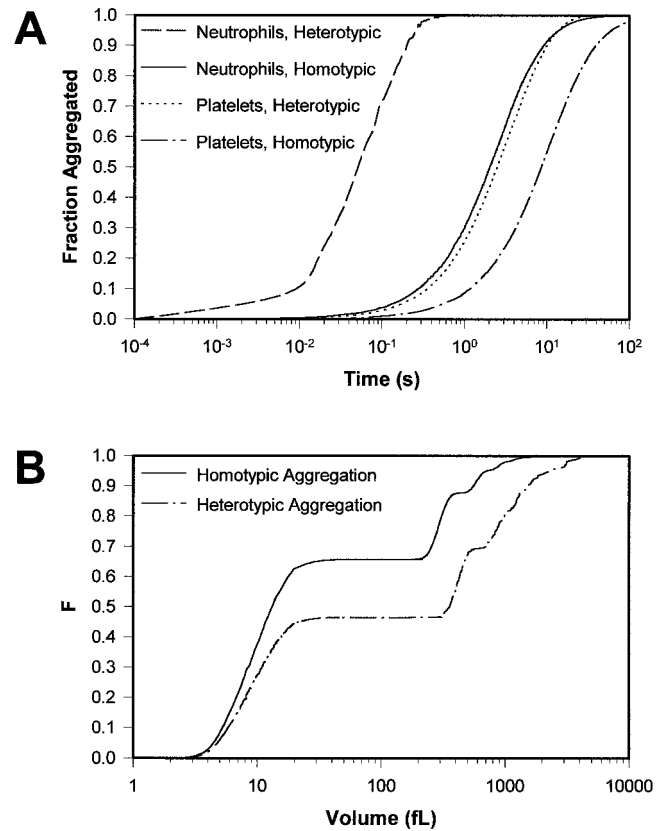 A
Fraction Aggregated
1.0
0.9
0.8
0.7
0.6
0.5
0.4
0.3
0.2
0.1
0.0
Neutrophils, Heterotypic
Neutrophils, Homotypic
Platelets, Heterotypic
Platelets, Homotypic
10⁻⁴ 10⁻³ 10⁻² 10⁻¹ 10⁰ 10¹ 10²
Time (s)
B
F
1.0
0.9
0.8
0.7
0.6
0.5
0.4
0.3
0.2
0.1
0.0
Homotypic Aggregation
Heterotypic Aggregation
1 10 100 1000 10000
Volume (fL)